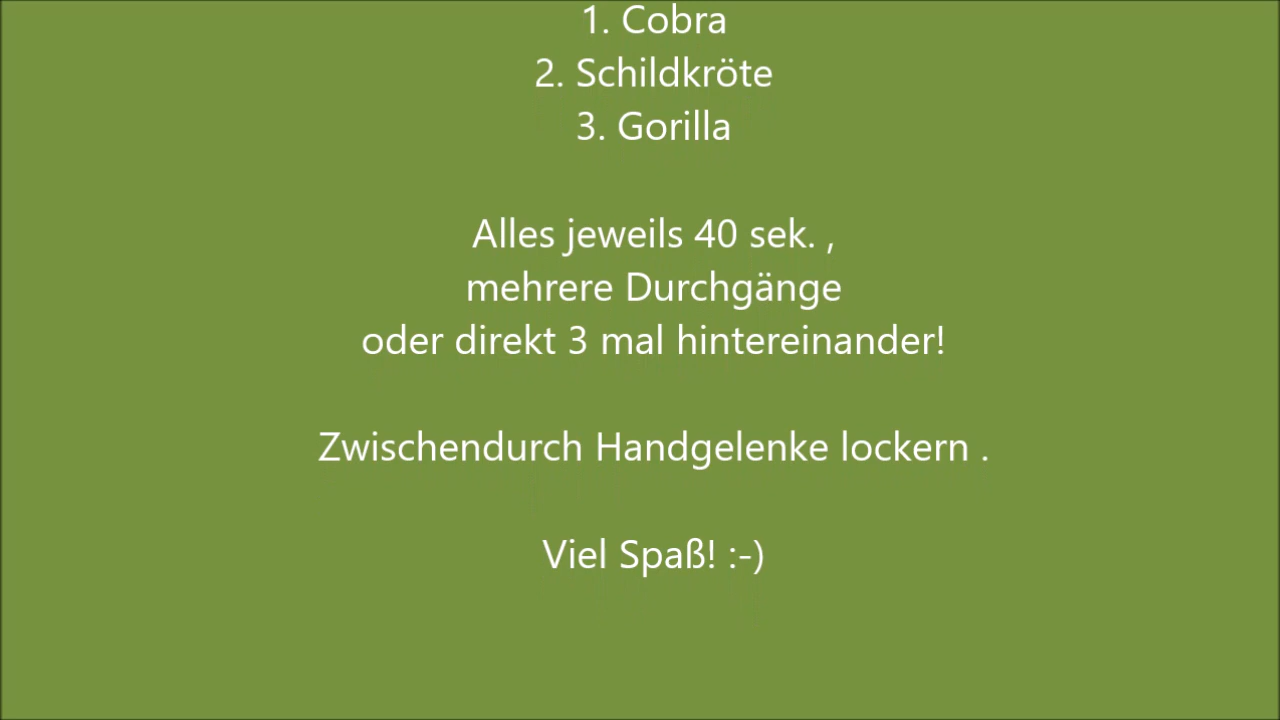 1. Cobra
2. Schildkröte
3. Gorilla
Alles jeweils 40 sek. ,
mehrere Durchgänge
oder direkt 3 mal hintereinander!
Zwischendurch Handgelenke lockern .
Viel Spaß! :-)